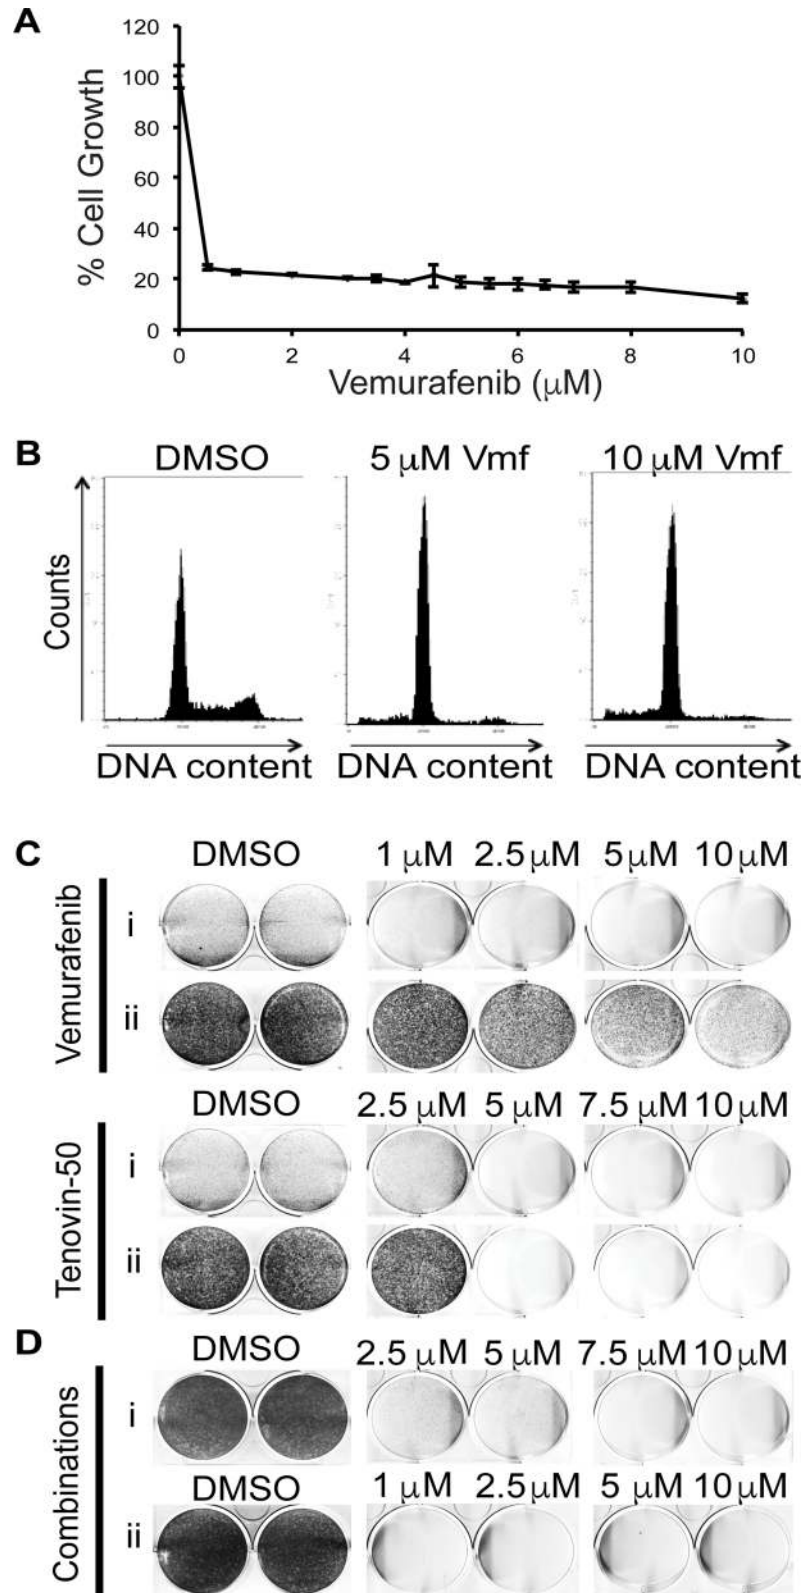 A
120
100
80
60
40
20
0
% Cell Growth
0 2 4 6 8 10
Vemurafenib (μM)
B
DMSO 5 μM Vmf 10 μM Vmf
Counts
DNA content DNA content DNA content
C
DMSO 1 μM 2.5 μM 5 μM 10 μM
Vemurafenib
i
ii
DMSO 2.5 μM 5 μM 7.5 μM 10 μM
Tenovin-50
i
ii
D
DMSO 2.5 μM 5 μM 7.5 μM 10 μM
Combinations
i
DMSO 1 μM 2.5 μM 5 μM 10 μM
ii